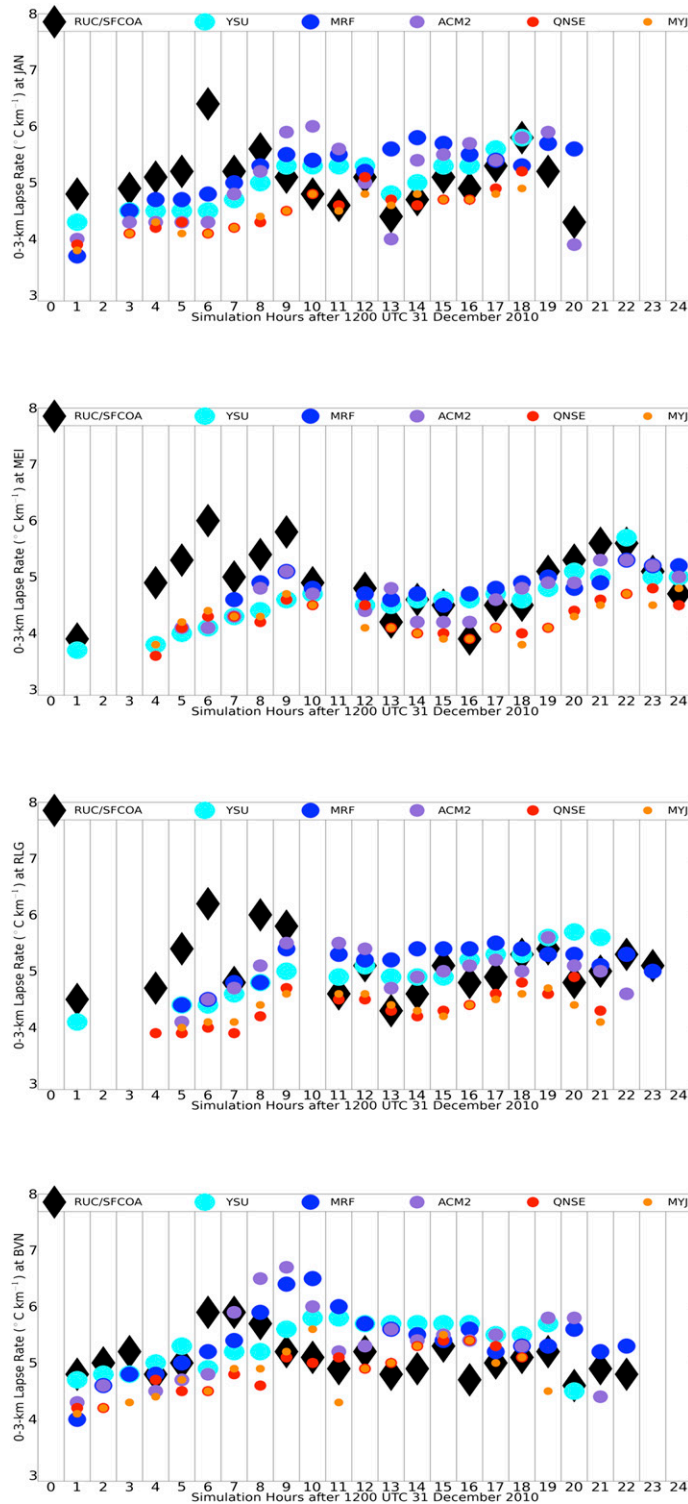 8
RUC/SFCOA YSU MRF ACM2 QNSE MYJ
7
6
5
4
3
0-3-km Lapse Rate (° C km−1) at JAN
0 1 2 3 4 5 6 7 8 9 10 11 12 13 14 15 16 17 18 19 20 21 22 23 24
Simulation Hours after 1200 UTC 31 December 2010
8
RUC/SFCOA YSU MRF ACM2 QNSE MYJ
7
6
5
4
3
0-3-km Lapse Rate (° C km−1) at MEI
0 1 2 3 4 5 6 7 8 9 10 11 12 13 14 15 16 17 18 19 20 21 22 23 24
Simulation Hours after 1200 UTC 31 December 2010
8
RUC/SFCOA YSU MRF ACM2 QNSE MYJ
7
6
5
4
3
0-3-km Lapse Rate (° C km−1) at RLG
0 1 2 3 4 5 6 7 8 9 10 11 12 13 14 15 16 17 18 19 20 21 22 23 24
Simulation Hours after 1200 UTC 31 December 2010
8
RUC/SFCOA YSU MRF ACM2 QNSE MYJ
7
6
5
4
3
0-3-km Lapse Rate (° C km−1) at BVN
0 1 2 3 4 5 6 7 8 9 10 11 12 13 14 15 16 17 18 19 20 21 22 23 24
Simulation Hours after 1200 UTC 31 December 2010